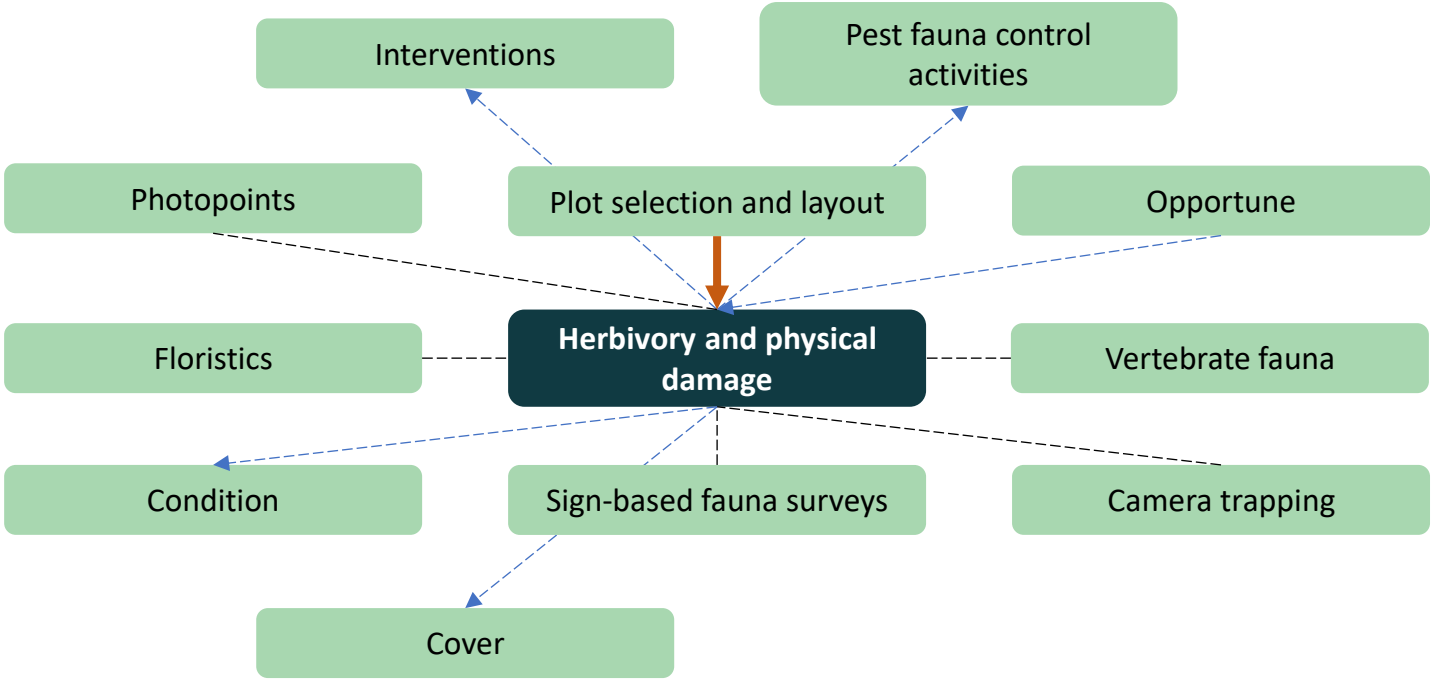 Interventions
Pest fauna control
activities
Photopoints
Plot selection and layout
Opportune
Floristics
Herbivory and physical
damage
Vertebrate fauna
Condition
Sign-based fauna surveys
Camera trapping
Cover